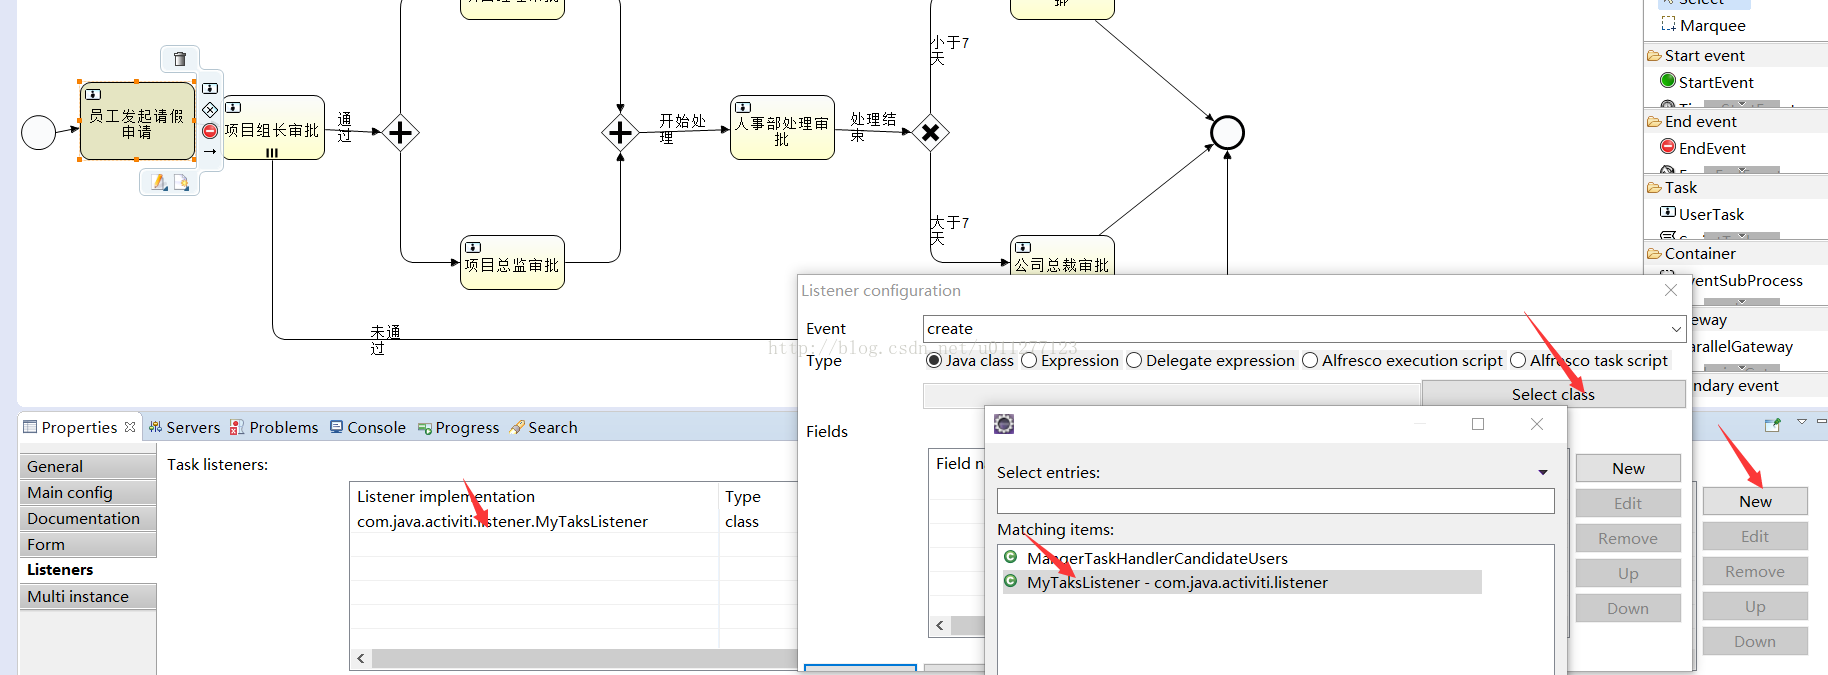 批
Select
Marquee
Start event
StartEvent
End event
EndEvent
Task
UserTask
Container
EventSubProcess
eway
arallelGateway
ndary event
员工发起请假
申请
项目组长审批
通
过
开始处
理
人事部处理审
批
处理结
束
小于7
天
大于7
天
项目总监审批
公司总裁审批
未通
过
http://blog.csdn.net/u011277123
Listener configuration
Event
create
Type
Java class
Expression
Delegate expression
Alfresco execution script
Alfresco task script
Select class
Fields
Field n
New
Edit
Remove
Up
Down
Select entries:
Matching items:
MangerTaskHandlerCandidateUsers
MyTaksListener - com.java.activiti.listener
Properties
Servers
Problems
Console
Progress
Search
General
Main config
Documentation
Form
Listeners
Multi instance
Task listeners:
Listener implementation
Type
com.java.activiti.listener.MyTaksListener
class
New
Edit
Remove
Up
Down